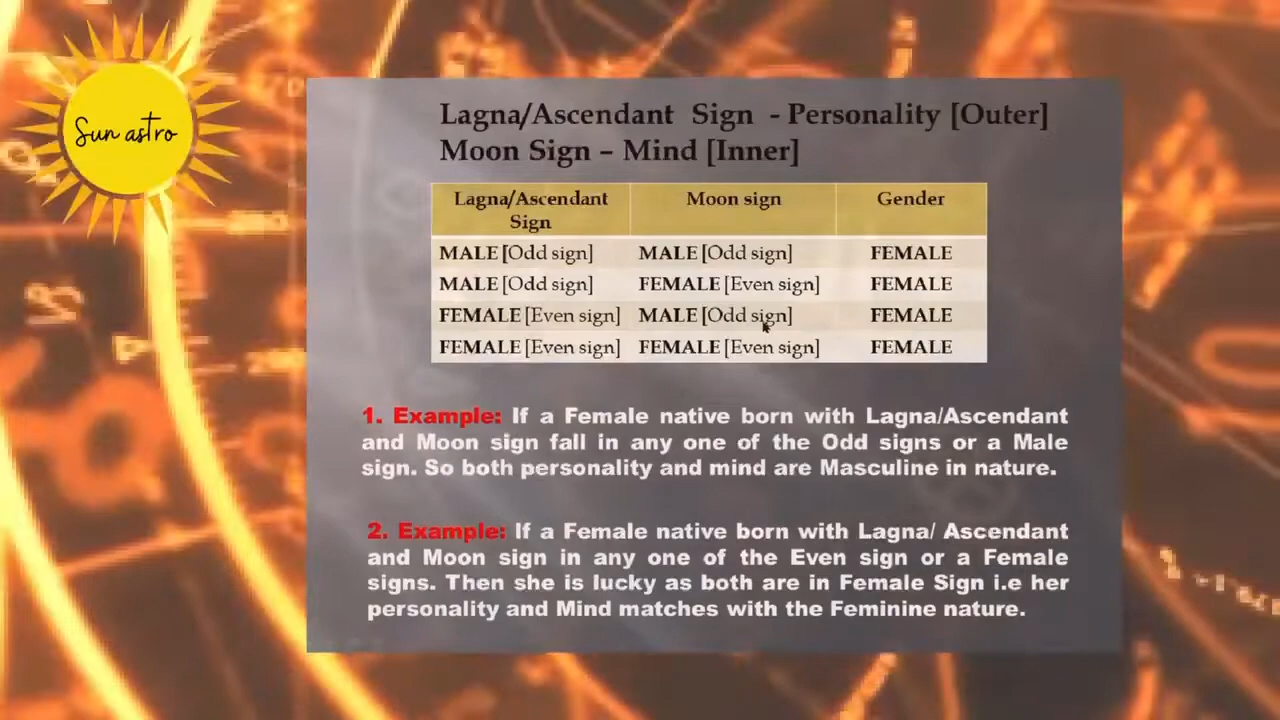 Sun astro
Lagna/Ascendant Sign - Personality [Outer]
Moon Sign – Mind [Inner]
Lagna/Ascendant Sign Moon sign Gender
MALE [Odd sign] MALE [Odd sign] FEMALE
MALE [Odd sign] FEMALE [Even sign] FEMALE
FEMALE [Even sign] MALE [Odd sign] FEMALE
FEMALE [Even sign] FEMALE [Even sign] FEMALE
1. Example: If a Female native born with Lagna/Ascendant
and Moon sign fall in any one of the Odd signs or a Male
sign. So both personality and mind are Masculine in nature.
2. Example: If a Female native born with Lagna/ Ascendant
and Moon sign in any one of the Even sign or a Female
signs. Then she is lucky as both are in Female Sign i.e her
personality and Mind matches with the Feminine nature.